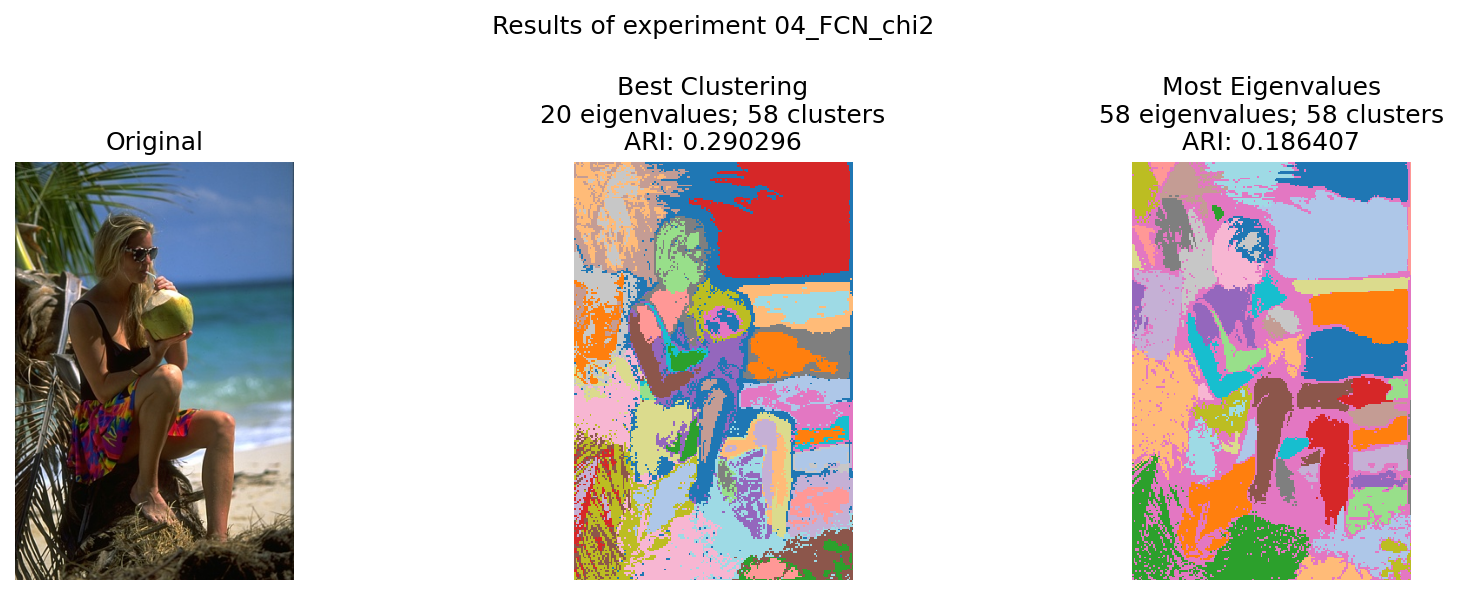 Results of experiment 04_FCN_chi2
Original
Best Clustering
20 eigenvalues; 58 clusters
ARI: 0.290296
Most Eigenvalues
58 eigenvalues; 58 clusters
ARI: 0.186407